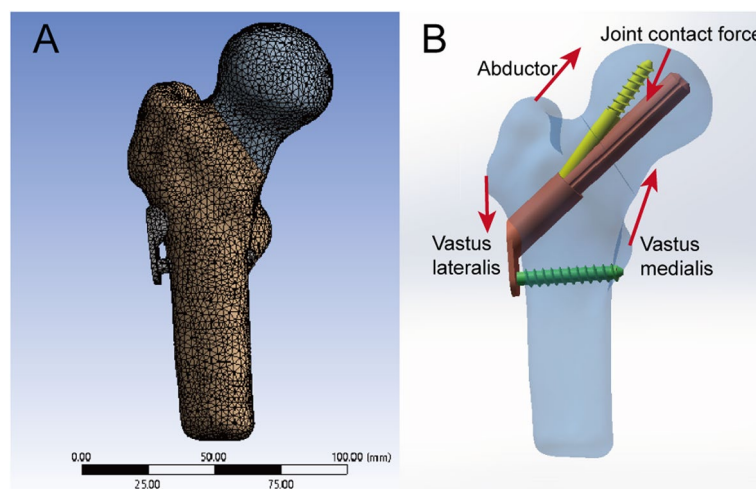 A
0.00 50.00 100.00 (mm)
25.00 75.00
B
Joint contact force
Abductor
Vastus
lateralis
Vastus
medialis